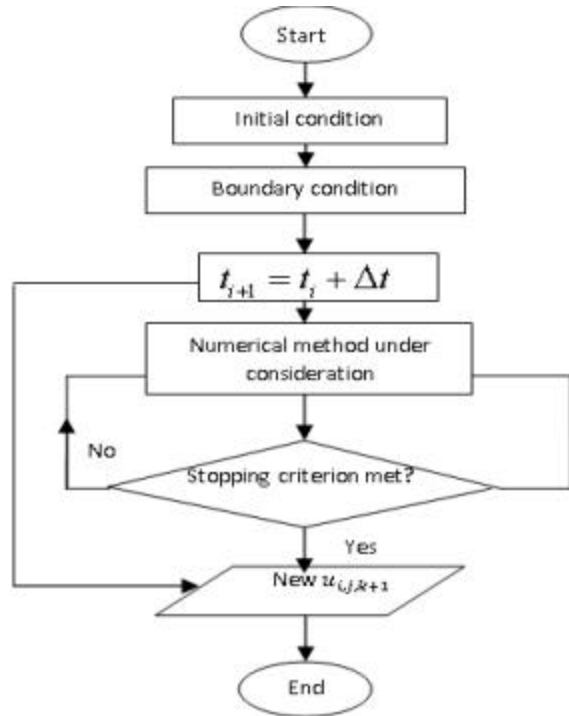 Start
Initial condition
Boundary condition
t_{i+1} = t_i + Δt
Numerical method under
consideration
No
Stopping criterion met?
Yes
New u_{i,j,k+1}
End